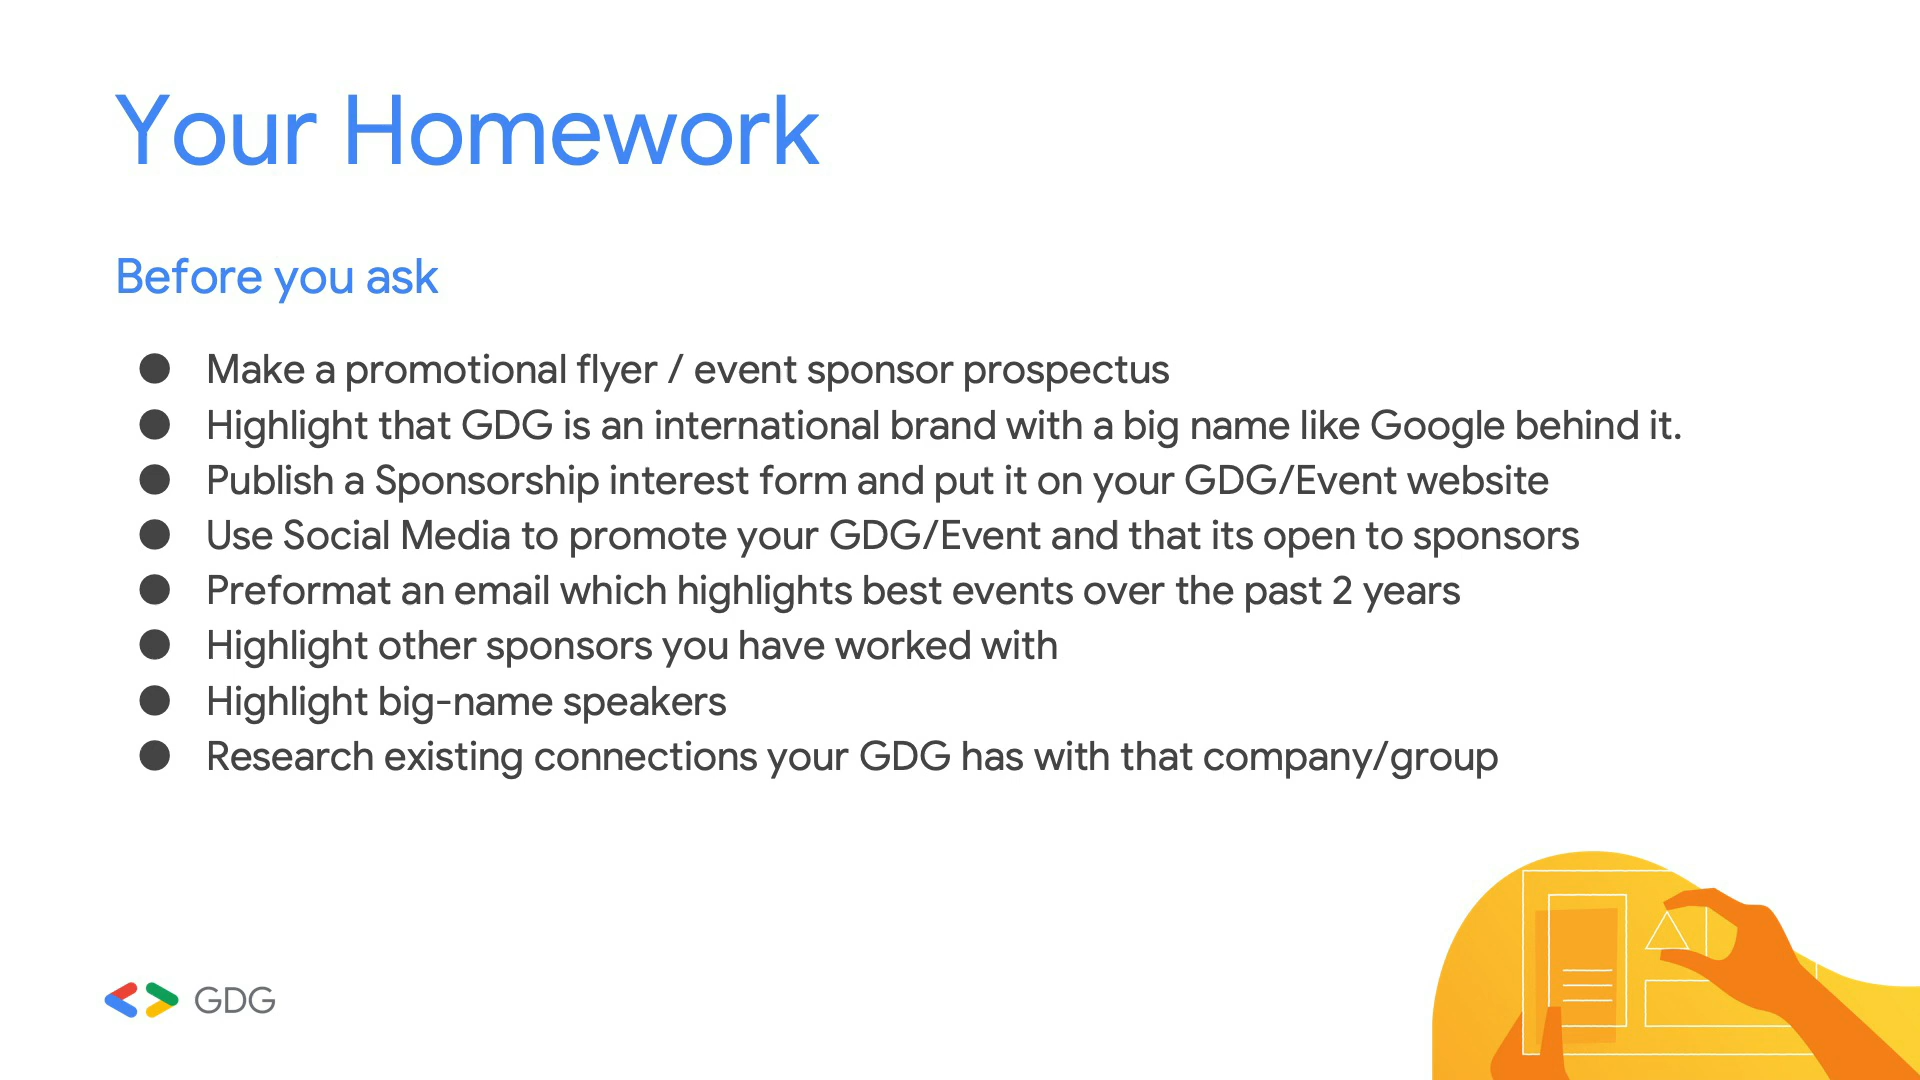 Your Homework
Before you ask
● Make a promotional flyer / event sponsor prospectus
● Highlight that GDG is an international brand with a big name like Google behind it.
● Publish a Sponsorship interest form and put it on your GDG/Event website
● Use Social Media to promote your GDG/Event and that its open to sponsors
● Preformat an email which highlights best events over the past 2 years
● Highlight other sponsors you have worked with
● Highlight big-name speakers
● Research existing connections your GDG has with that company/group
GDG